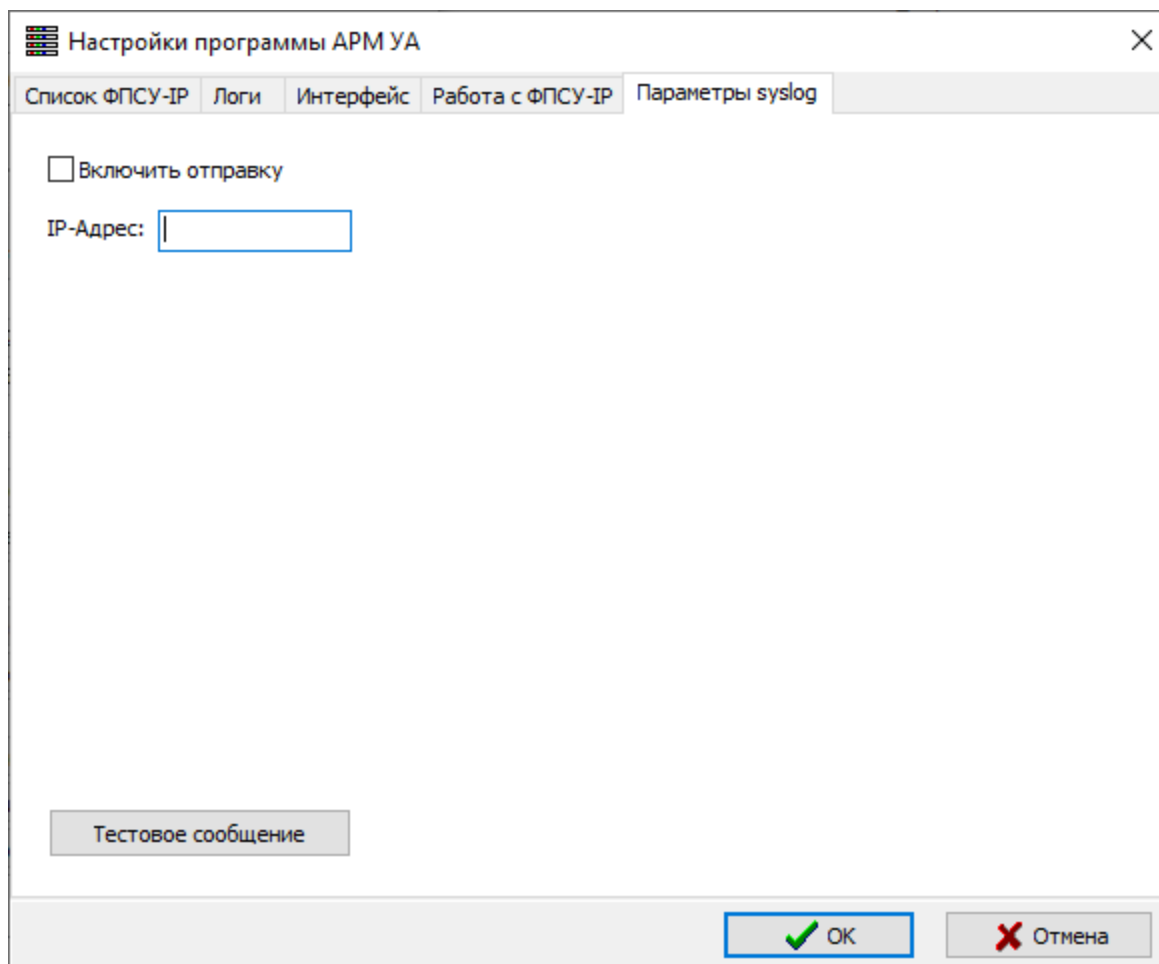 Настройки программы АРМ УА
Список ФПСУ-IP Логи Интерфейс Работа с ФПСУ-IP Параметры syslog
Включить отправку
IP-Адрес:
Тестовое сообщение
OK Отмена